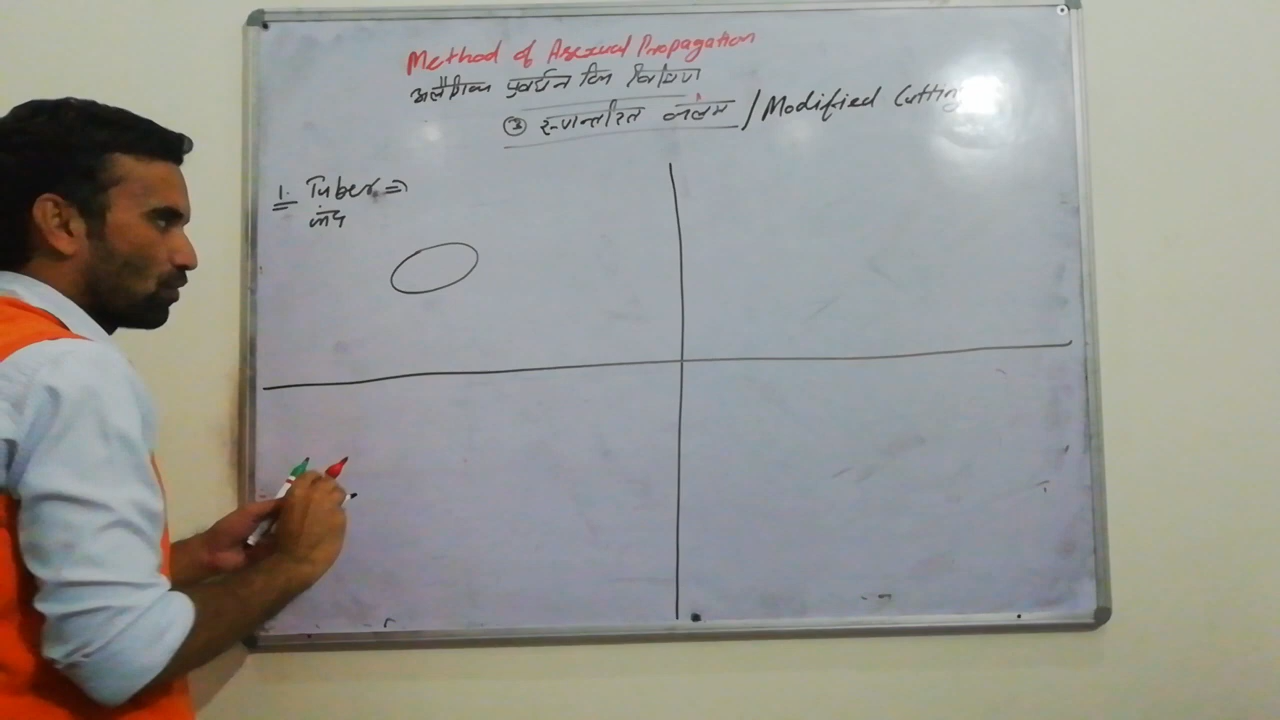 Method of Asexual Propagation
अलैंगिक प्रवर्धन कि विधियां
③ रूपान्तरित कलम / Modified Cutting
1. Tuber ⇒
कंद